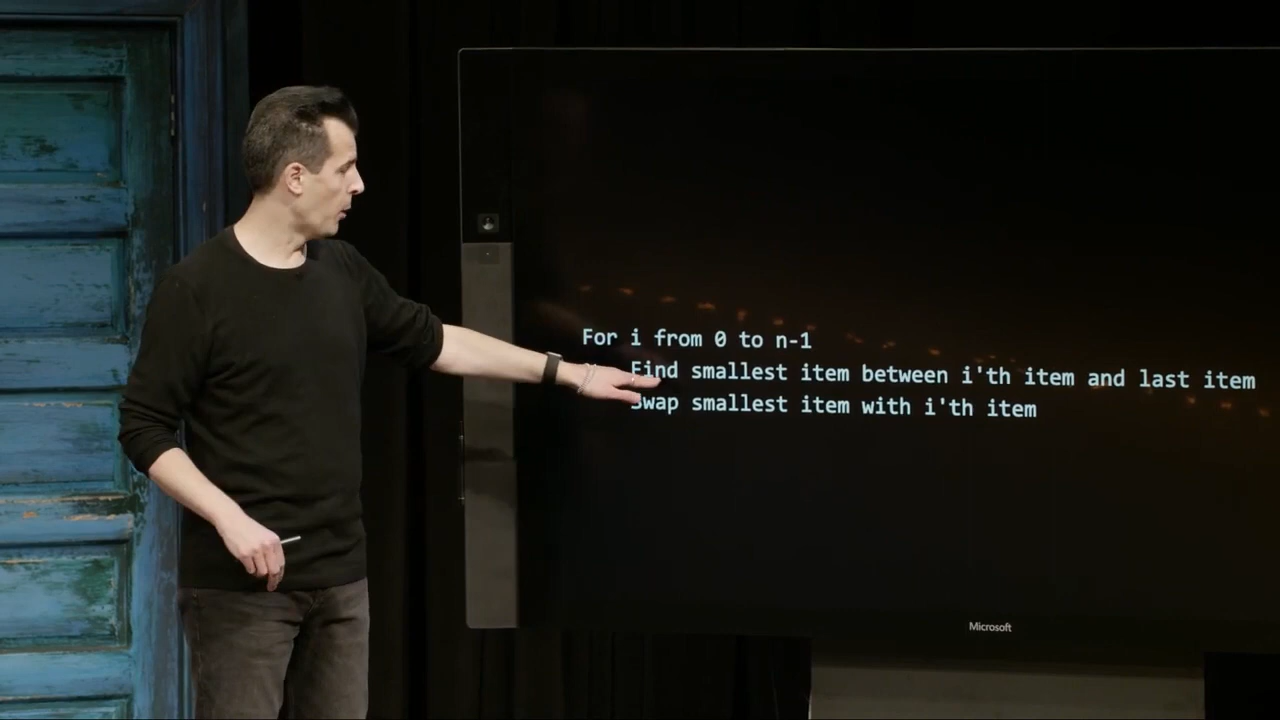 For i from 0 to n-1
Find smallest item between i'th item and last item
Swap smallest item with i'th item
Microsoft